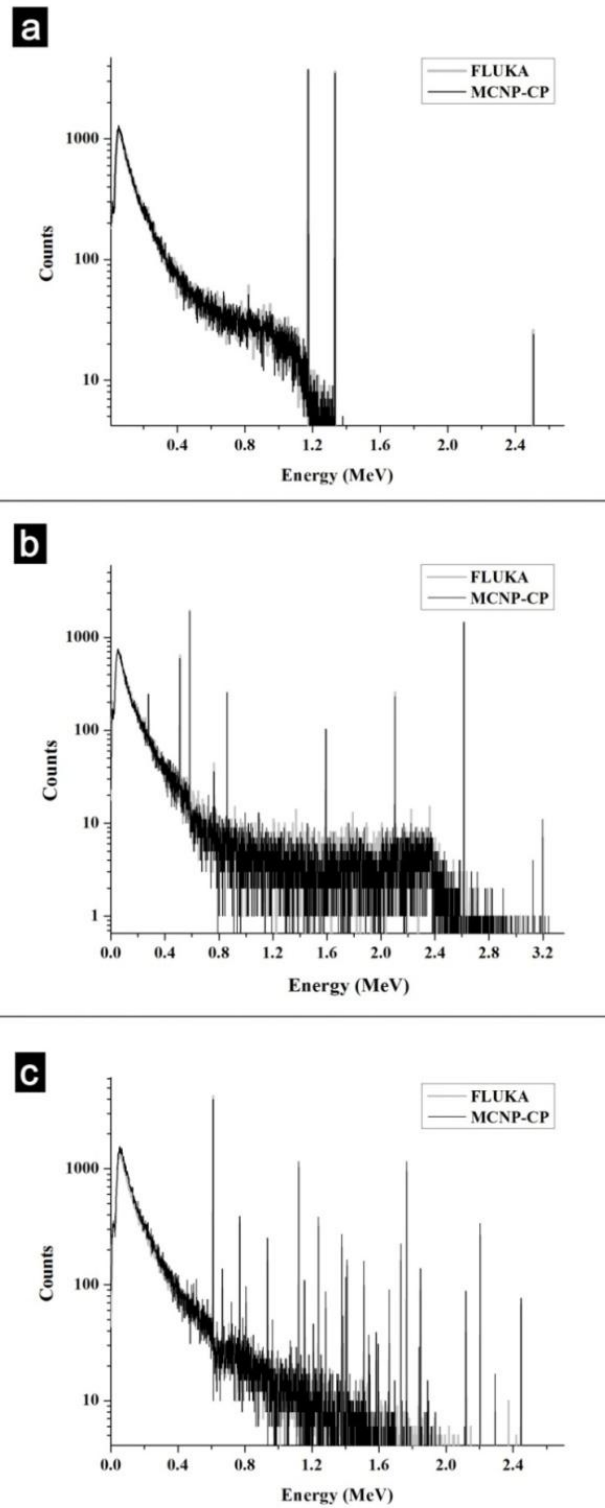 a
FLUKA
MCNP-CP
1000
100
10
Counts
0.4 0.8 1.2 1.6 2.0 2.4
Energy (MeV)
b
FLUKA
MCNP-CP
1000
100
10
1
Counts
0.0 0.4 0.8 1.2 1.6 2.0 2.4 2.8 3.2
Energy (MeV)
c
FLUKA
MCNP-CP
1000
100
10
Counts
0.0 0.4 0.8 1.2 1.6 2.0 2.4
Energy (MeV)